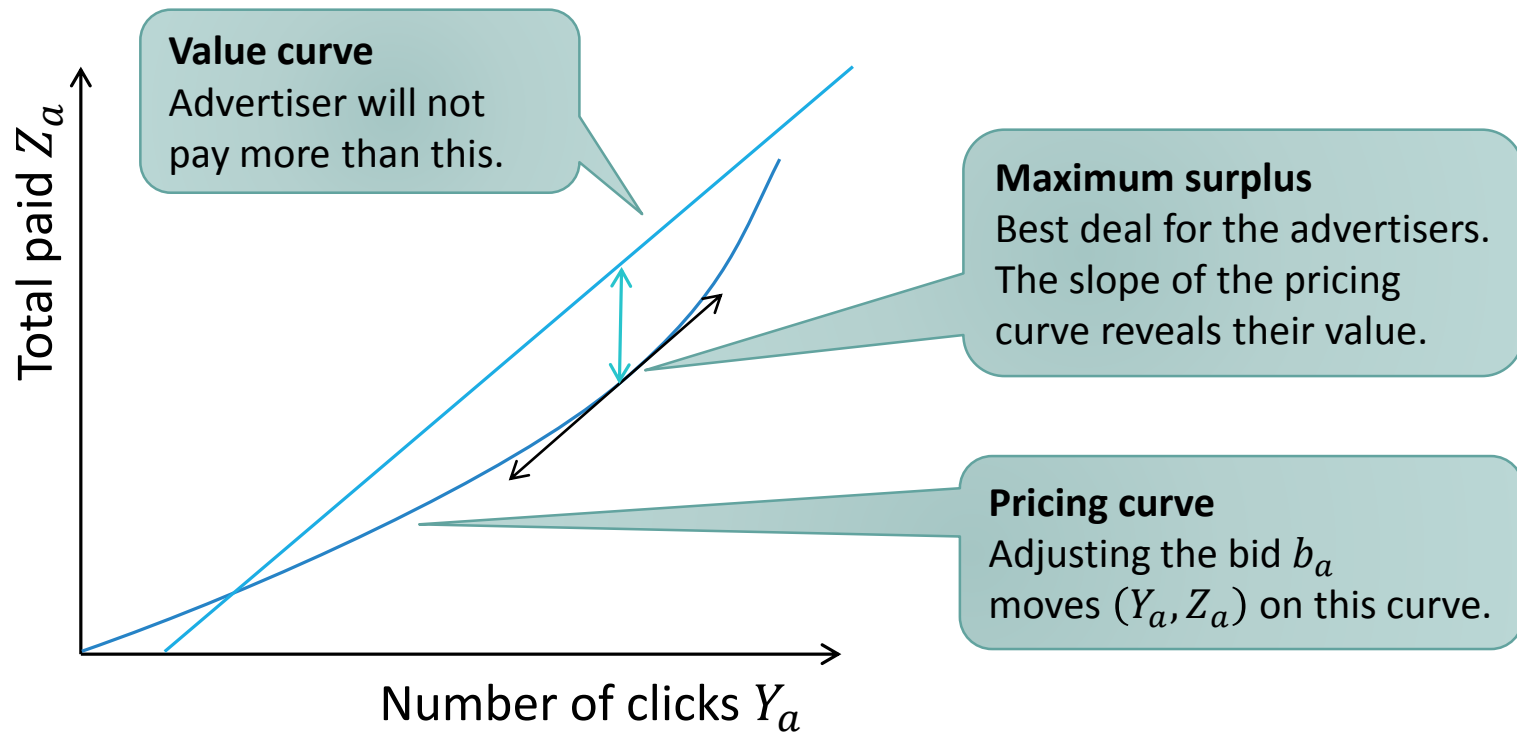 Value curve
Advertiser will not
pay more than this.
Total paid Z_a
Maximum surplus
Best deal for the advertisers.
The slope of the pricing
curve reveals their value.
Pricing curve
Adjusting the bid b_a
moves (Y_a, Z_a) on this curve.
Number of clicks Y_a